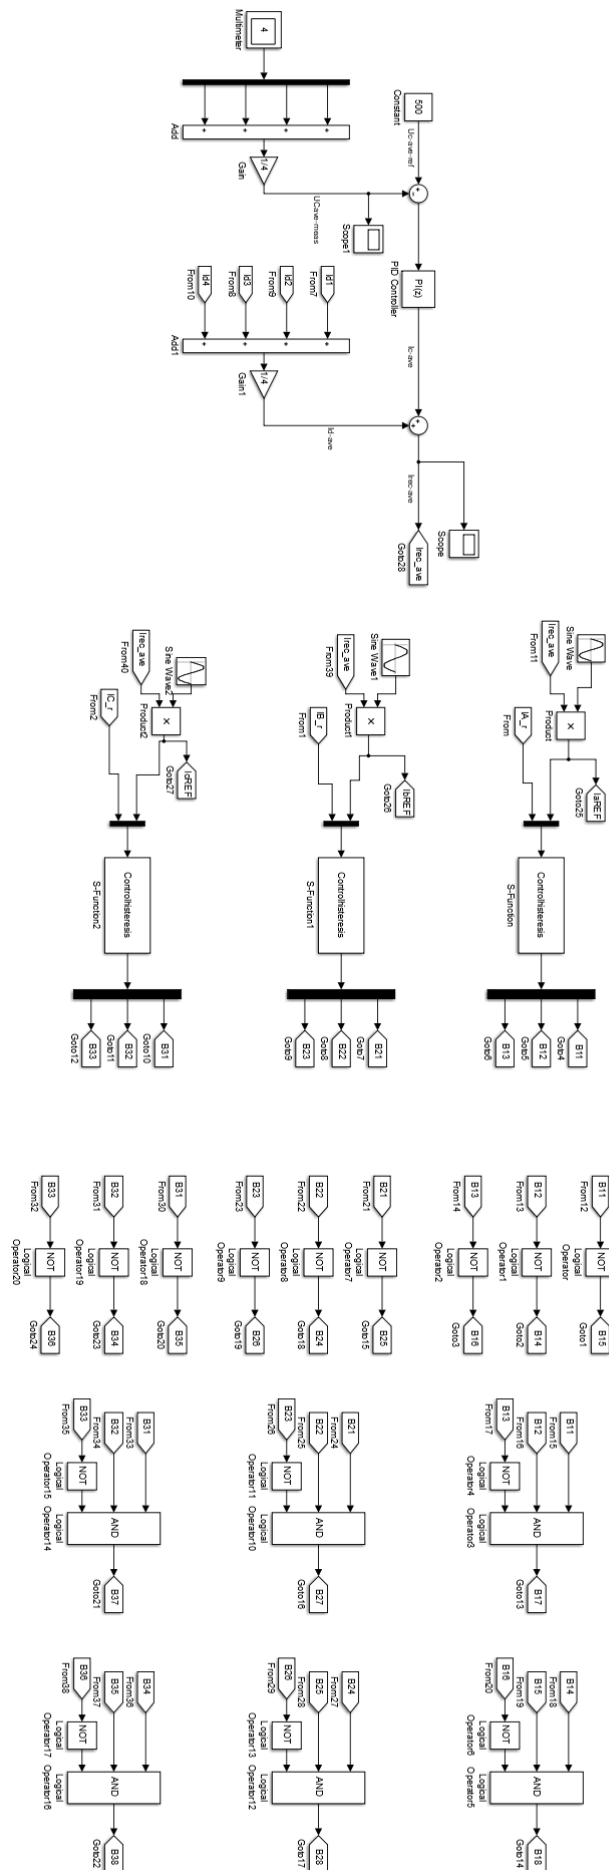 500
Constant
Uc-ave-ref
+
-
PI(z)
PID Controller
Ic-ave
+
+
Irec-ave
Scope
Irec_ave
Goto28
4
Multimeter
+
+
+
+
Add
1/4
Gain
UCave-meas
Scope1
Id1
From7
Id2
From9
Id3
From8
Id4
From10
+
+
+
+
Add1
1/4
Gain1
Id-ave
Sine Wave
Irec_ave
From11
×
Product
IaREF
Goto25
IA_r
From
Controlhisteresis
S-Function
B11
Goto4
B12
Goto5
B13
Goto6
Sine Wave1
Irec_ave
From39
×
Product1
IbREF
Goto26
IB_r
From1
Controlhisteresis
S-Function1
B21
Goto7
B22
Goto8
B23
Goto9
Sine Wave2
Irec_ave
From40
×
Product2
IcREF
Goto27
IC_r
From2
Controlhisteresis
S-Function2
B31
Goto10
B32
Goto11
B33
Goto12
B11
From12
NOT
Logical
Operator
B15
Goto1
B12
From13
NOT
Logical
Operator1
B14
Goto2
B13
From14
NOT
Logical
Operator2
B16
Goto3
B21
From21
NOT
Logical
Operator7
B25
Goto15
B22
From22
NOT
Logical
Operator8
B24
Goto18
B23
From23
NOT
Logical
Operator9
B26
Goto19
B31
From30
NOT
Logical
Operator18
B35
Goto20
B32
From31
NOT
Logical
Operator19
B34
Goto23
B33
From32
NOT
Logical
Operator20
B36
Goto24
B11
From15
B12
From16
B13
From17
NOT
Logical
Operator4
AND
Logical
Operator3
B17
Goto13
B21
From24
B22
From25
B23
From26
NOT
Logical
Operator11
AND
Logical
Operator10
B27
Goto16
B31
From33
B32
From34
B33
From35
NOT
Logical
Operator15
AND
Logical
Operator14
B37
Goto21
B14
From18
B15
From19
B16
From20
NOT
Logical
Operator6
AND
Logical
Operator5
B18
Goto14
B24
From27
B25
From28
B26
From29
NOT
Logical
Operator13
AND
Logical
Operator12
B28
Goto17
B34
From36
B35
From37
B36
From38
NOT
Logical
Operator17
AND
Logical
Operator16
B38
Goto22